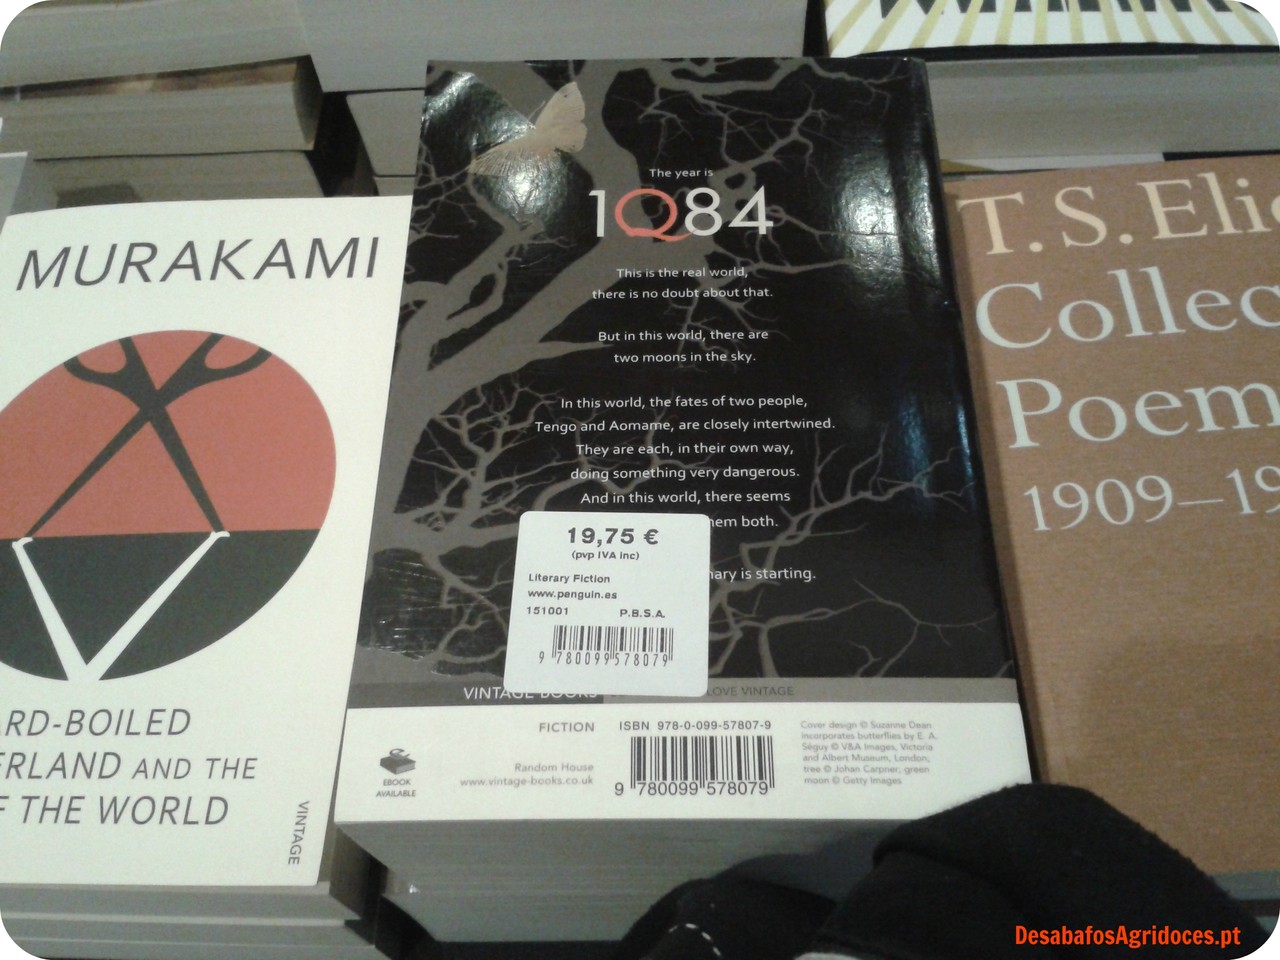 MURAKAMI
ARD-BOILED
ERLAND AND THE
F THE WORLD
VINTAGE
The year is
1Q84
This is the real world,
there is no doubt about that.
But in this world, there are
two moons in the sky.
In this world, the fates of two people,
Tengo and Aomame, are closely intertwined.
They are each, in their own way,
doing something very dangerous.
And in this world, there seems
hem both.
nary is starting.
19,75 €
(pvp IVA inc)
Literary Fiction
www.penguin.es
151001 P.B.S.A.
9 780099 578079
VINTAGE BOOKS LOVE VINTAGE
FICTION
ISBN 978-0-099-57807-9
EBOOK
AVAILABLE
Random House
www.vintage-books.co.uk
9 780099 578079
Cover design © Suzanne Dean
incorporates butterflies by E. A.
Séguy © V&A Images, Victoria
and Albert Museum, London;
tree © Johan Carpner; green
moon © Getty Images
T. S. Elio
Collec
Poem
1909–19
DesabafosAgridoces.pt